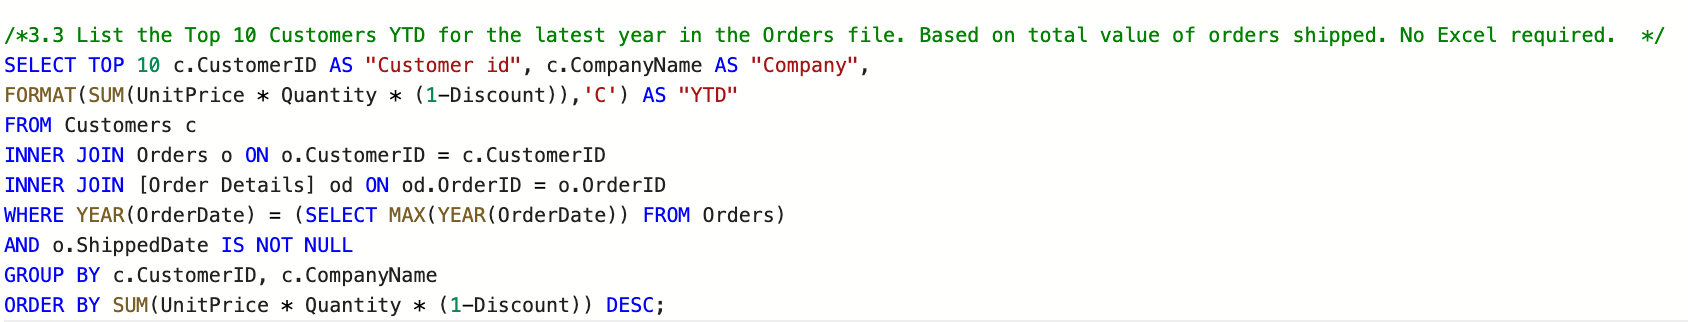 /*3.3 List the Top 10 Customers YTD for the latest year in the Orders file. Based on total value of orders shipped. No Excel required.  */
SELECT TOP 10 c.CustomerID AS "Customer id", c.CompanyName AS "Company",
FORMAT(SUM(UnitPrice * Quantity * (1-Discount)),'C') AS "YTD"
FROM Customers c
INNER JOIN Orders o ON o.CustomerID = c.CustomerID
INNER JOIN [Order Details] od ON od.OrderID = o.OrderID
WHERE YEAR(OrderDate) = (SELECT MAX(YEAR(OrderDate)) FROM Orders)
AND o.ShippedDate IS NOT NULL
GROUP BY c.CustomerID, c.CompanyName
ORDER BY SUM(UnitPrice * Quantity * (1-Discount)) DESC;